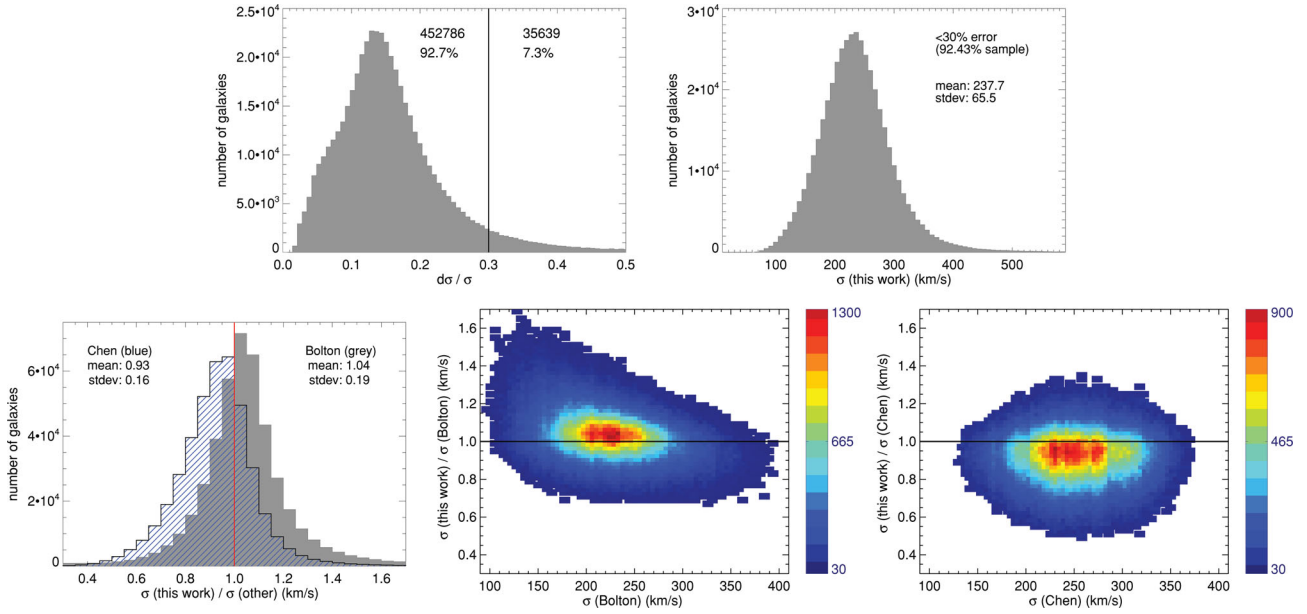 2.5•10⁴
2.0•10⁴
1.5•10⁴
1.0•10⁴
5.0•10³
0
number of galaxies
452786
92.7%
35639
7.3%
0.0 0.1 0.2 0.3 0.4 0.5
dσ / σ
3•10⁴
2•10⁴
1•10⁴
0
number of galaxies
<30% error
(92.43% sample)
mean: 237.7
stdev: 65.5
100 200 300 400 500
σ (this work) (km/s)
6•10⁴
4•10⁴
2•10⁴
0
number of galaxies
Chen (blue)
mean: 0.93
stdev: 0.16
Bolton (grey)
mean: 1.04
stdev: 0.19
0.4 0.6 0.8 1.0 1.2 1.4 1.6
σ (this work) / σ (other) (km/s)
1.6
1.4
1.2
1.0
0.8
0.6
0.4
σ (this work) / σ (Bolton) (km/s)
100 150 200 250 300 350 400
σ (Bolton) (km/s)
1300
665
30
1.6
1.4
1.2
1.0
0.8
0.6
0.4
σ (this work) / σ (Chen) (km/s)
100 150 200 250 300 350 400
σ (Chen) (km/s)
900
465
30